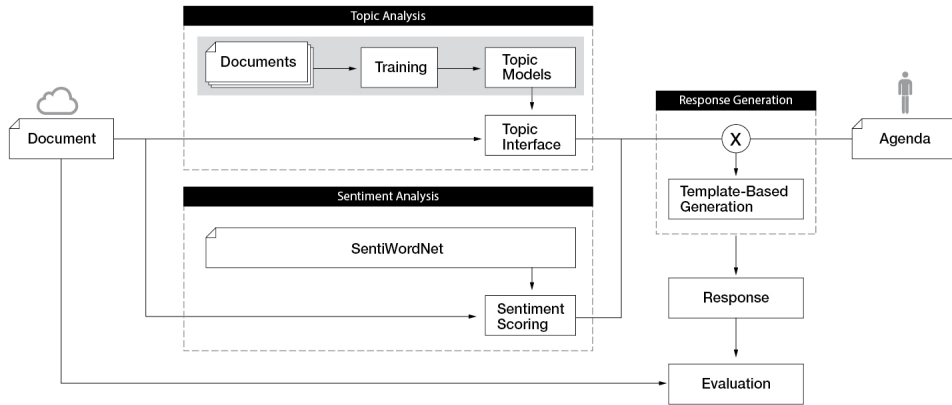 Topic Analysis
Documents
Training
Topic
Models
Response Generation
Document
Topic
Interface
X
Agenda
Sentiment Analysis
Template-Based
Generation
SentiWordNet
Response
Sentiment
Scoring
Evaluation